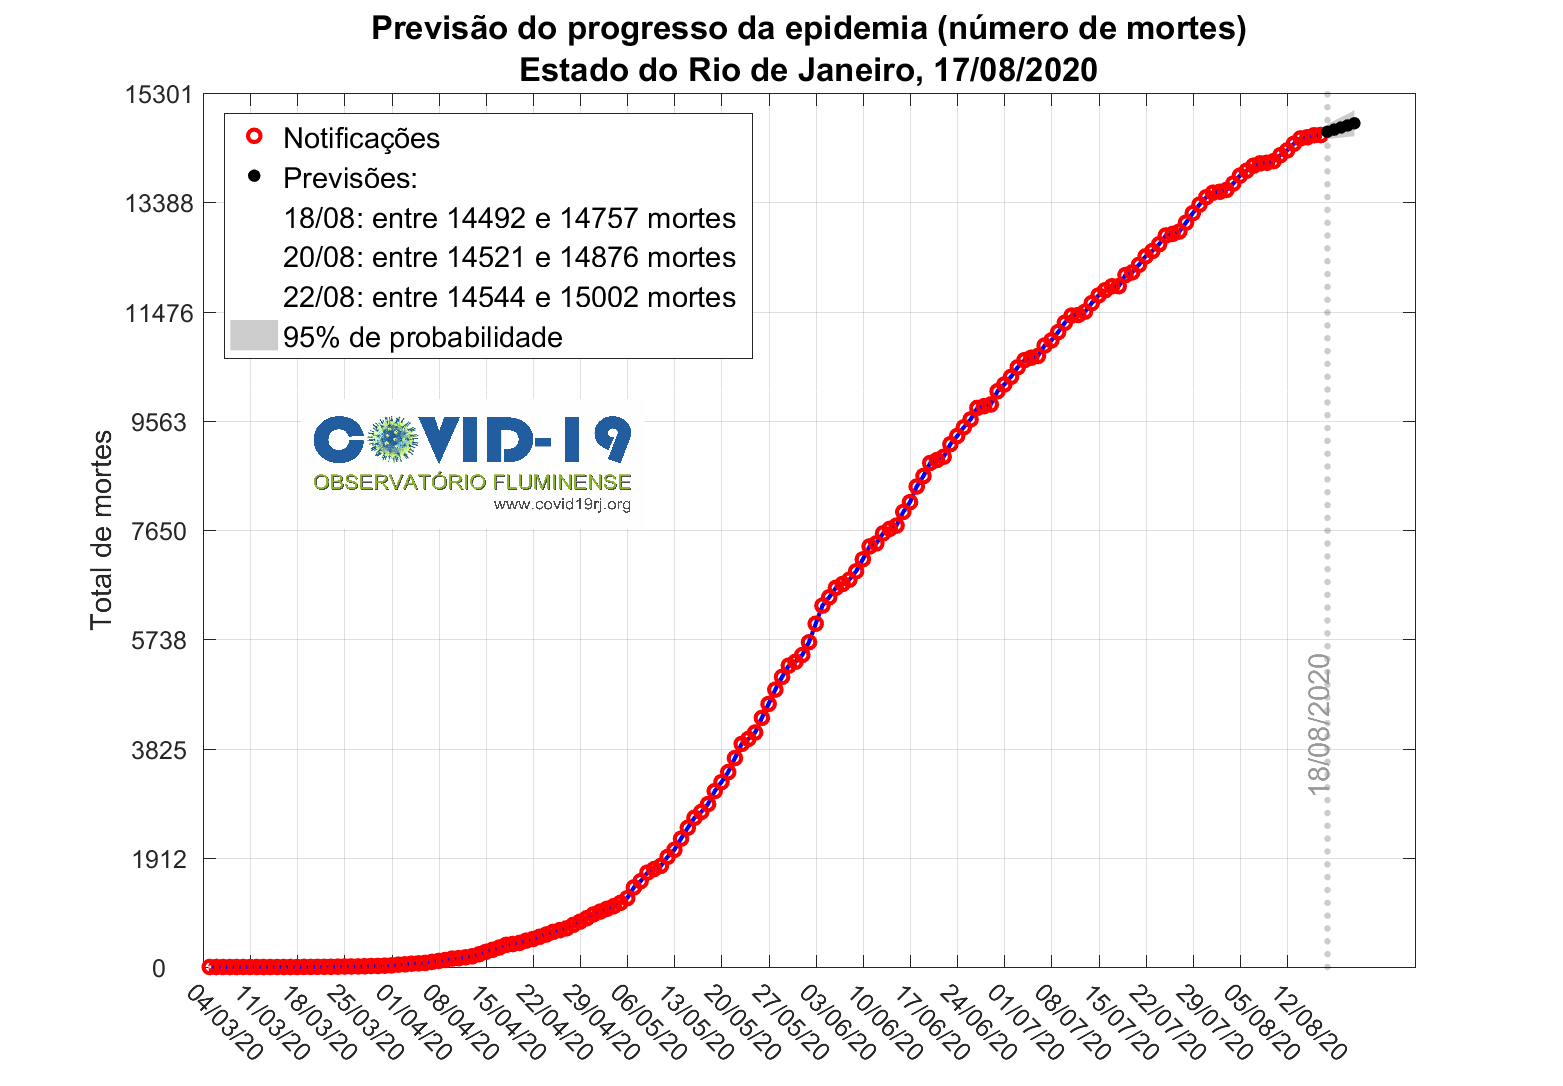 Previsão do progresso da epidemia (número de mortes)
Estado do Rio de Janeiro, 17/08/2020
15301
13388
11476
9563
7650
5738
3825
1912
0
Total de mortes
Notificações
Previsões:
18/08: entre 14492 e 14757 mortes
20/08: entre 14521 e 14876 mortes
22/08: entre 14544 e 15002 mortes
95% de probabilidade
COVID-19
OBSERVATÓRIO FLUMINENSE
www.covid19rj.org
18/08/2020
04/03/20
11/03/20
18/03/20
25/03/20
01/04/20
08/04/20
15/04/20
22/04/20
29/04/20
06/05/20
13/05/20
20/05/20
27/05/20
03/06/20
10/06/20
17/06/20
24/06/20
01/07/20
08/07/20
15/07/20
22/07/20
29/07/20
05/08/20
12/08/20